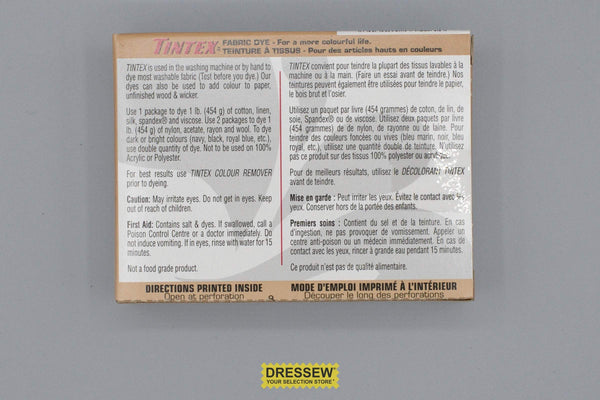 TINTEX FABRIC DYE - For a more colourful life.
TEINTURE À TISSUS - Pour des articles hauts en couleurs
TINTEX is used in the washing machine or by hand to
dye most washable fabric (Test before you dye.) Our
dyes can also be used to add colour to paper,
unfinished wood & wicker.
Use 1 package to dye 1 lb. (454 g) of cotton, linen,
silk, spandex® and viscose. Use 2 packages to dye 1
lb. (454 g) of nylon, acetate, rayon and wool. To dye
dark or bright colours (navy, black, royal blue, etc.),
use double quantity of dye. Not to be used on 100%
Acrylic or Polyester.
For best results use TINTEX COLOUR REMOVER
prior to dyeing.
Caution: May irritate eyes. Do not get in eyes. Keep
out of reach of children.
First Aid: Contains salt & dyes. If swallowed, call a
Poison Control Centre or a doctor immediately. Do
not induce vomiting. If in eyes, rinse with water for 15
minutes.
Not a food grade product.
TINTEX convient pour teindre la plupart des tissus lavables à la
machine ou à la main. (Faire un essai avant de teindre.) Nos
teintures peuvent également être utilisées pour teindre le papier,
le bois brut et l'osier.
Utilisez un paquet par livre (454 grammes) de coton, de lin, de
soie, Spandex® ou de viscose. Utilisez deux paquets par livre
(454 grammes) de nylon, de rayonne ou de laine. Pour
teindre des couleurs foncées ou vives (bleu marin, noir, bleu
royal, etc.), utilisez une quantité double de teinture. N'utilisez
pas ce produit sur des tissus 100% polyester ou acrylique.
Pour de meilleurs résultats, utilisez le DÉCOLORANT TINTEX
avant de teindre.
Mise en garde : Peut irriter les yeux. Évitez le contact avec les
yeux. Conserver hors de la portée des enfants.
Premiers soins : Contient du sel et de la teinture. En cas
d'ingestion, ne pas provoquer de vomissement. Appeler un
centre anti-poison ou un médecin immédiatement. En cas de
contact avec les yeux, rincer à grande eau pendant 15 minutes.
Ce produit n'est pas de qualité alimentaire.
DIRECTIONS PRINTED INSIDE
Open at perforation
MODE D'EMPLOI IMPRIMÉ À L'INTÉRIEUR
Découper le long des perforations
DRESSEW
YOUR SELECTION STORE